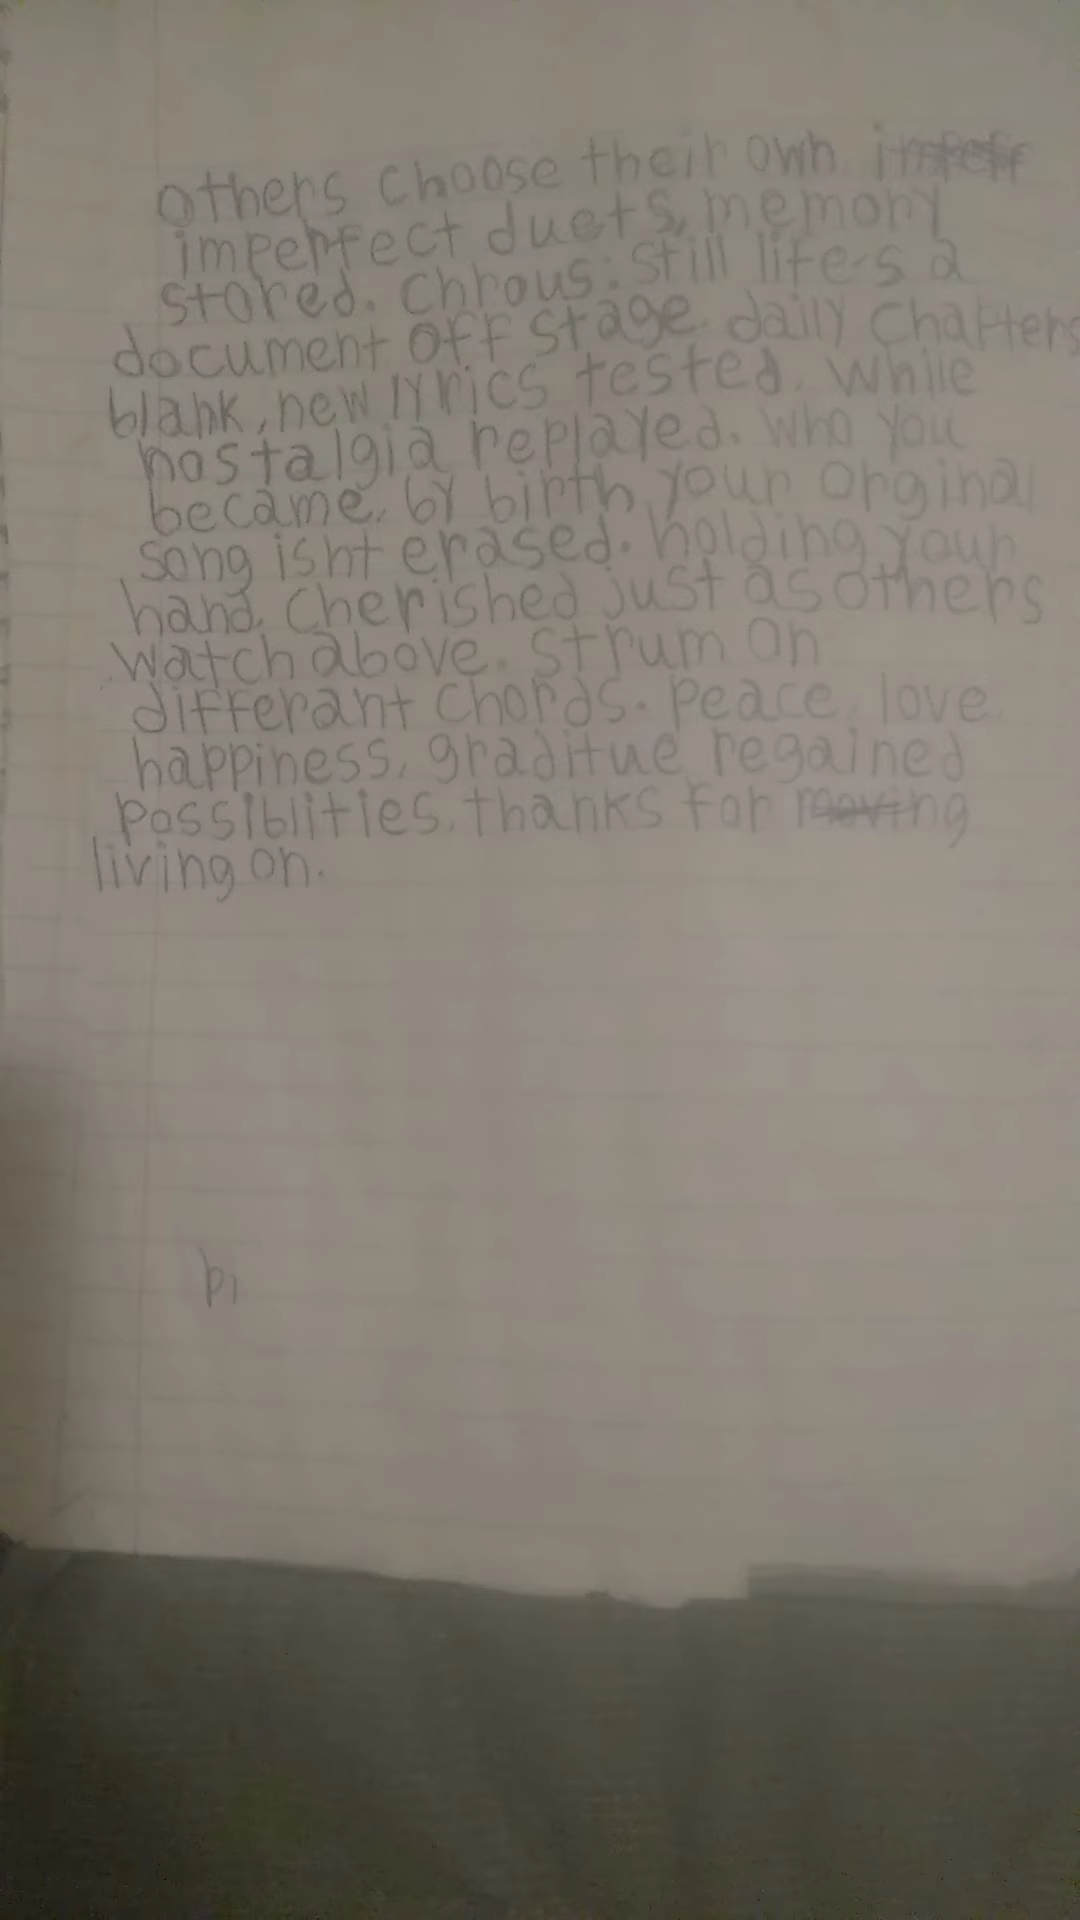 others choose their own
imperfect duets, memory
stored. Chrous: Still life-s a
document off stage. daily Chapters
blank, new lyrics tested. While
nostalgia replayed. Who you
became, by birth your orginal
song isnt erased. holding your
hand. Cherished just as others
watch above. Strum On
differant Chords. peace, love,
happiness, graditue regained
possiblities. thanks for moving
living on.